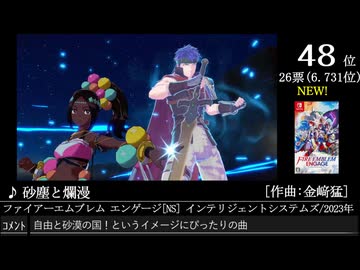 48 位
26票(6.731位)
NEW!
FIRE EMBLEM
ENGAGE
♪ 砂塵と爛漫
[作曲:金﨑猛]
ファイアーエムブレム エンゲージ[NS] インテリジェントシステムズ/2023年
コメント 自由と砂漠の国！というイメージにぴったりの曲